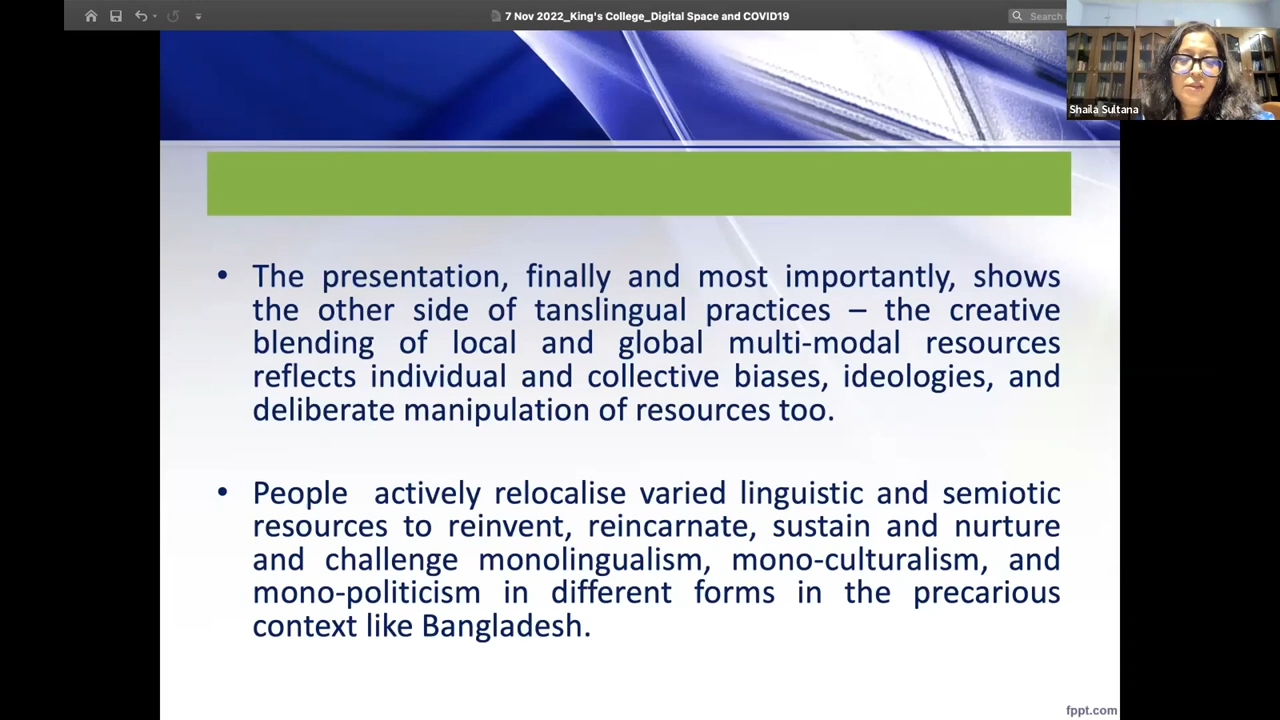 7 Nov 2022_King's College_Digital Space and COVID19
Search
Shaila Sultana
• The presentation, finally and most importantly, shows
the other side of tanslingual practices – the creative
blending of local and global multi-modal resources
reflects individual and collective biases, ideologies, and
deliberate manipulation of resources too.
• People actively relocalise varied linguistic and semiotic
resources to reinvent, reincarnate, sustain and nurture
and challenge monolingualism, mono-culturalism, and
mono-politicism in different forms in the precarious
context like Bangladesh.
fppt.com